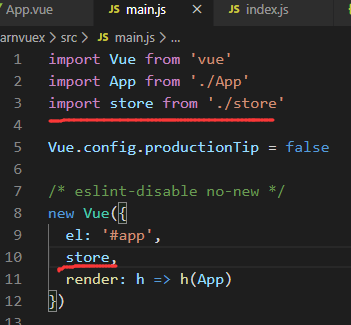 App.vue JS main.js × JS index.js
arnvuex > src > JS main.js > ...
1 import Vue from 'vue'
2 import App from './App'
3 import store from './store'
4
5 Vue.config.productionTip = false
6
7 /* eslint-disable no-new */
8 new Vue({
9 el: '#app',
10 store,
11 render: h => h(App)
12 })